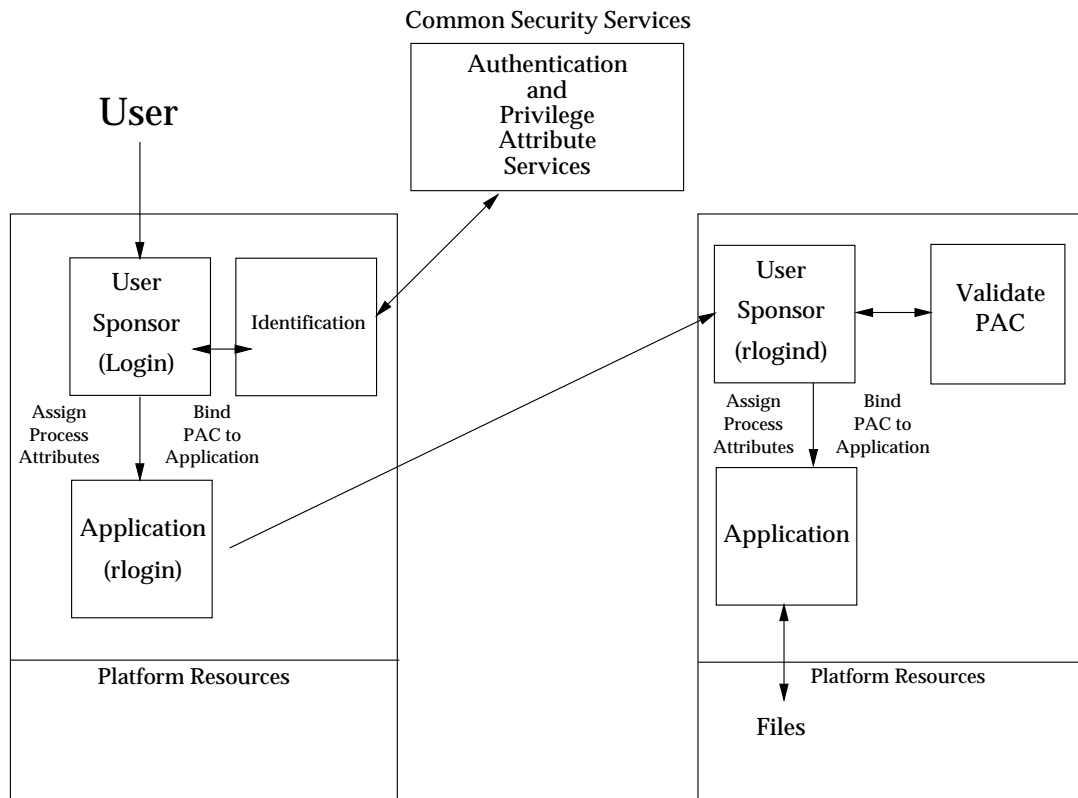 Common Security Services
Authentication
and
Privilege
Attribute
Services
User
User
Sponsor
(Login)
Identification
Assign
Process
Attributes
Bind
PAC to
Application
Application
(rlogin)
Platform Resources
User
Sponsor
(rlogind)
Validate
PAC
Assign
Process
Attributes
Bind
PAC to
Application
Application
Platform Resources
Files